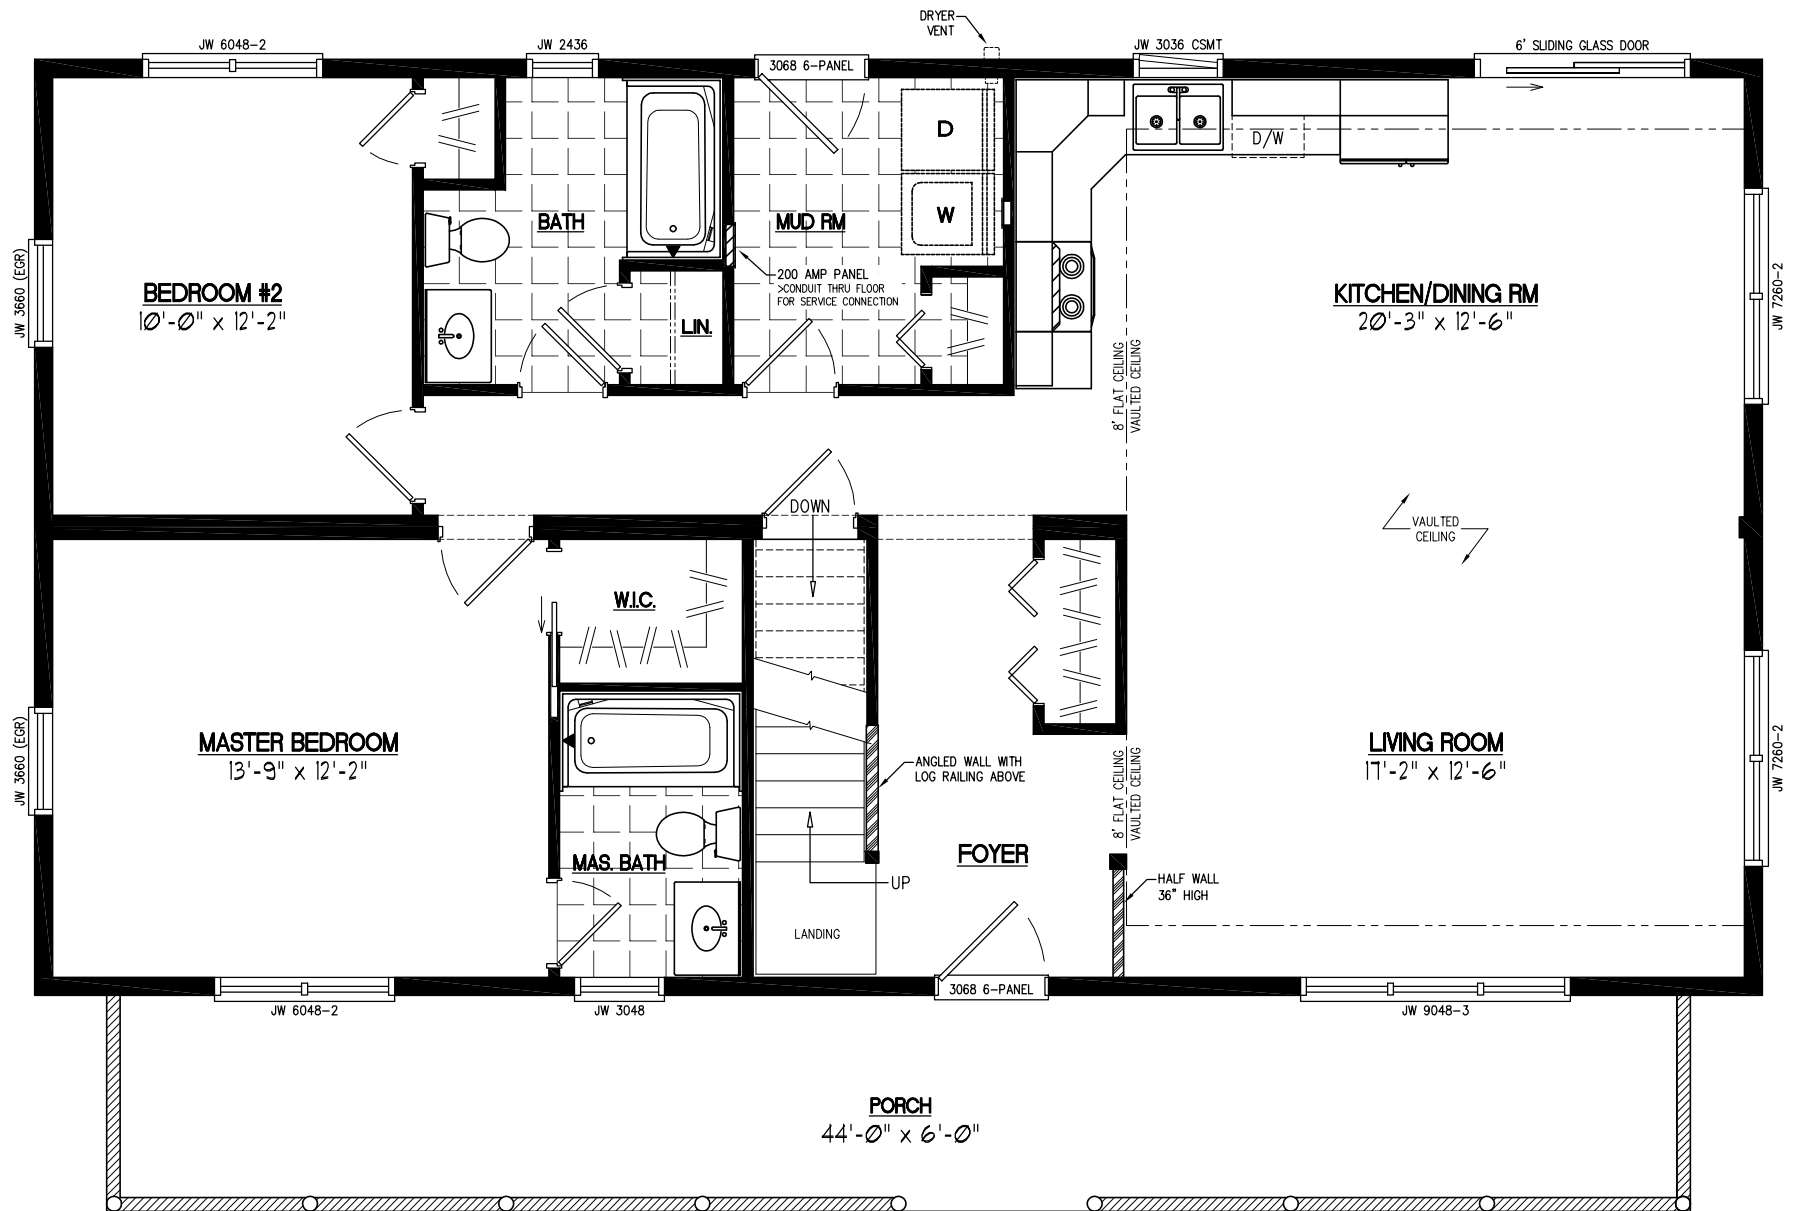 DRYER
VENT
JW 6048-2
JW 2436
3068 6-PANEL
JW 3036 CSMT
6' SLIDING GLASS DOOR
D
D/W
W
BATH
MUD RM
200 AMP PANEL
>CONDUIT THRU FLOOR
FOR SERVICE CONNECTION
LIN.
JW 3660 (EGR)
BEDROOM #2
10'-0" x 12'-2"
KITCHEN/DINING RM
20'-3" x 12'-6"
JW 7260-2
8' FLAT CEILING
VAULTED CEILING
DOWN
VAULTED
CEILING
W.I.C.
JW 3660 (EGR)
MASTER BEDROOM
13'-9" x 12'-2"
ANGLED WALL WITH
LOG RAILING ABOVE
8' FLAT CEILING
VAULTED CEILING
LIVING ROOM
17'-2" x 12'-6"
JW 7260-2
MAS. BATH
FOYER
UP
HALF WALL
36" HIGH
LANDING
3068 6-PANEL
JW 6048-2
JW 3048
JW 9048-3
PORCH
44'-0" x 6'-0"